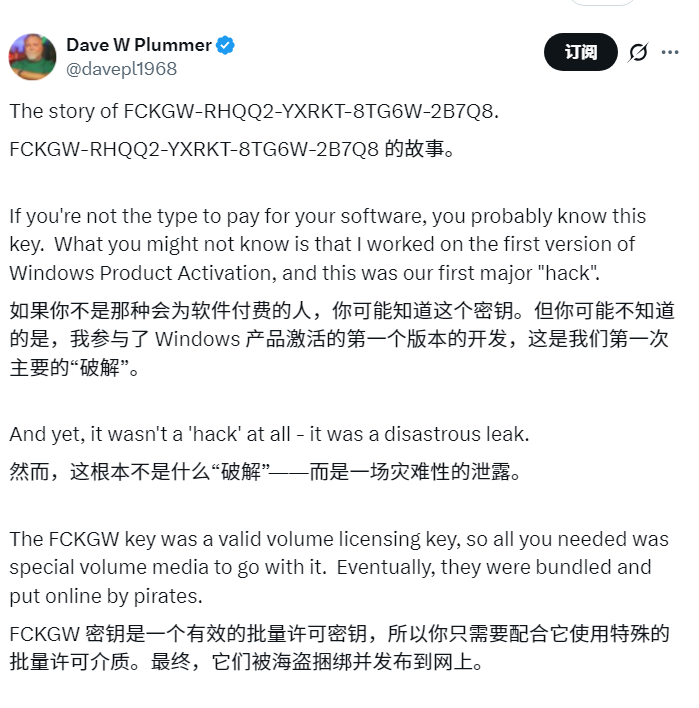 Dave W Plummer
@davepl1968
订阅
The story of FCKGW-RHQQ2-YXRKT-8TG6W-2B7Q8.
FCKGW-RHQQ2-YXRKT-8TG6W-2B7Q8 的故事。
If you're not the type to pay for your software, you probably know this
key.  What you might not know is that I worked on the first version of
Windows Product Activation, and this was our first major "hack".
如果你不是那种会为软件付费的人，你可能知道这个密钥。但你可能不知道
的是，我参与了 Windows 产品激活的第一个版本的开发，这是我们第一次
主要的“破解”。
And yet, it wasn't a 'hack' at all - it was a disastrous leak.
然而，这根本不是什么“破解”——而是一场灾难性的泄露。
The FCKGW key was a valid volume licensing key, so all you needed was
special volume media to go with it.  Eventually, they were bundled and
put online by pirates.
FCKGW 密钥是一个有效的批量许可密钥，所以你只需要配合它使用特殊的
批量许可介质。最终，它们被海盗捆绑并发布到网上。